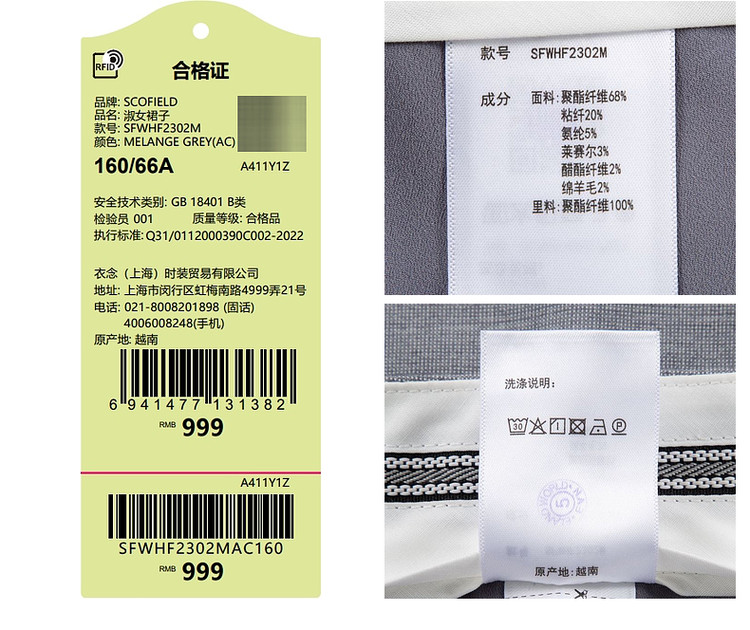 RFID
合格证
品牌: SCOFIELD
品名: 淑女裙子
款号: SFWHF2302M
颜色: MELANGE GREY(AC)
160/66A
A411Y1Z
安全技术类别: GB 18401 B类
检验员 001 质量等级: 合格品
执行标准: Q31/0112000390C002-2022
衣念（上海）时装贸易有限公司
地址: 上海市闵行区虹梅南路4999弄21号
电话: 021-8008201898 (固话)
4006008248(手机)
原产地: 越南
6 941477 131382
RMB 999
A411Y1Z
SFWHF2302MAC160
RMB 999
款号 SFWHF2302M
成分 面料: 聚酯纤维68%
粘纤20%
氨纶5%
莱赛尔3%
醋酯纤维2%
绵羊毛2%
里料: 聚酯纤维100%
洗涤说明:
30
P
5
原产地: 越南